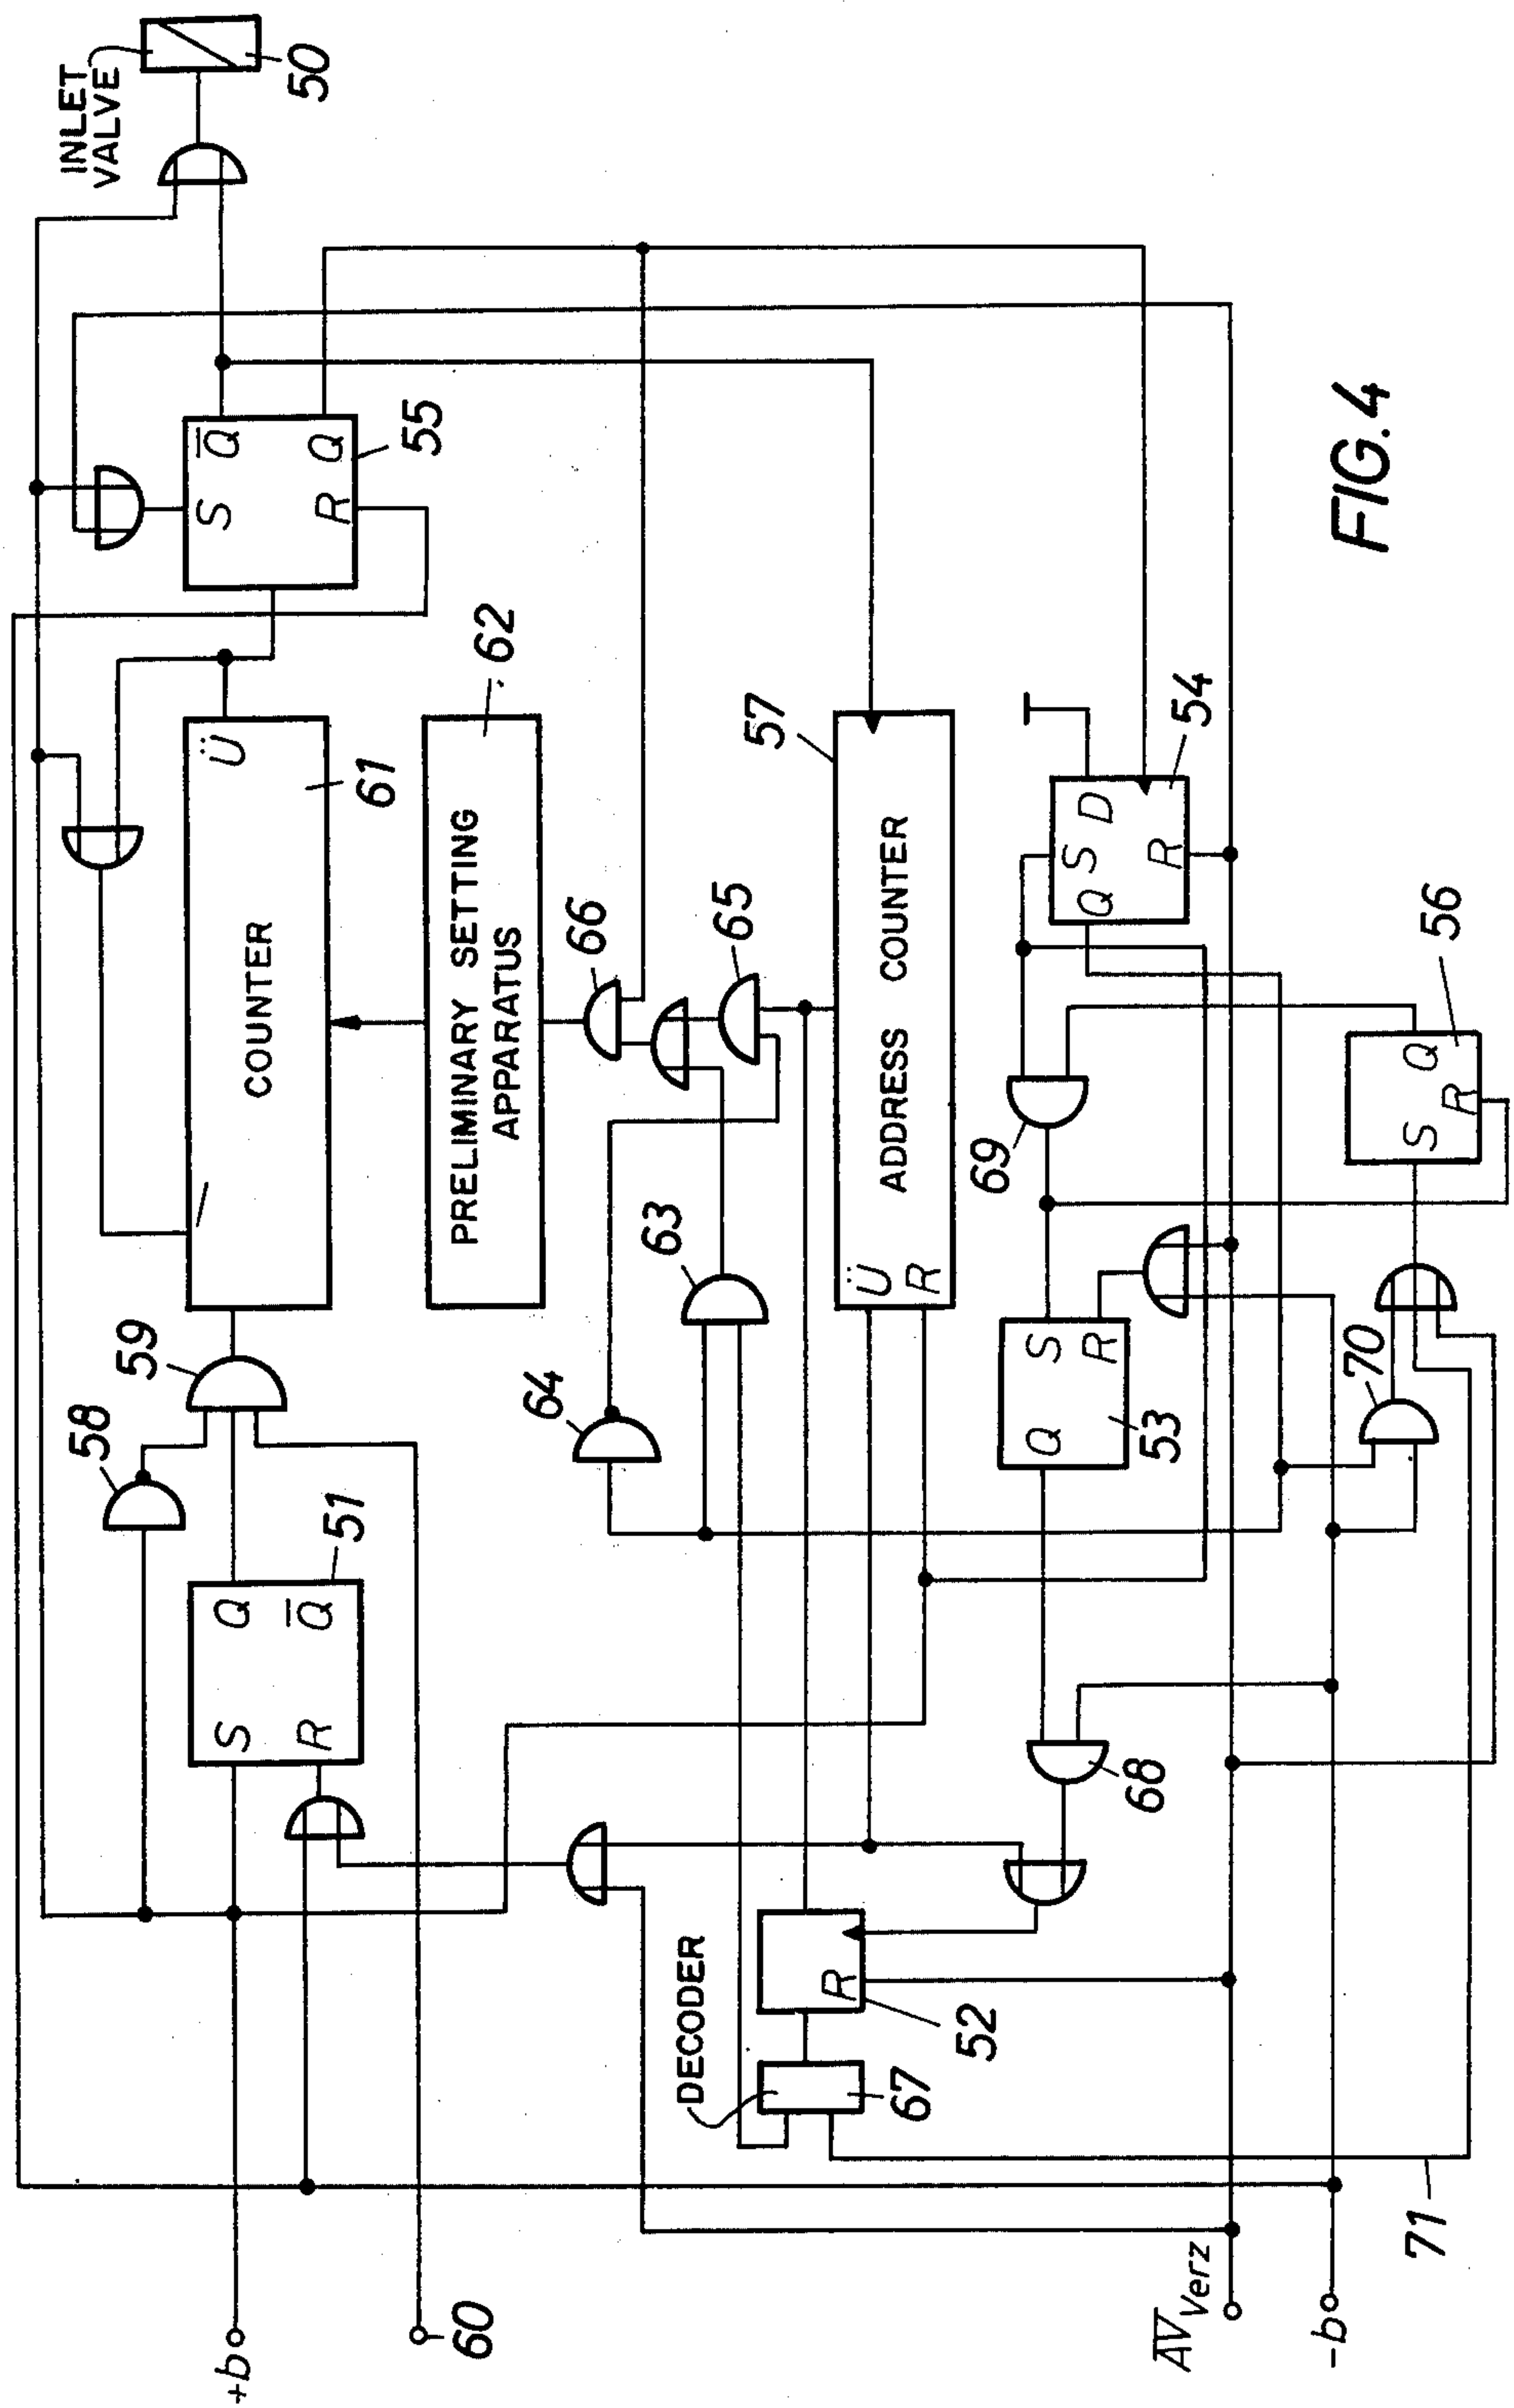 INLET
VALVE
50
S
Q̅
Q
R
55
Ü
61
COUNTER
62
PRELIMINARY SETTING
APPARATUS
59
58
51
S
Q
R
Q̅
+b
60
66
65
63
64
57
ADDRESS COUNTER
Ü
R
DECODER
R
52
67
54
S
D
Q
R
69
56
S
Q
R
53
S
Q
R
70
68
71
A̅V̅ Verz
-b
FIG. 4